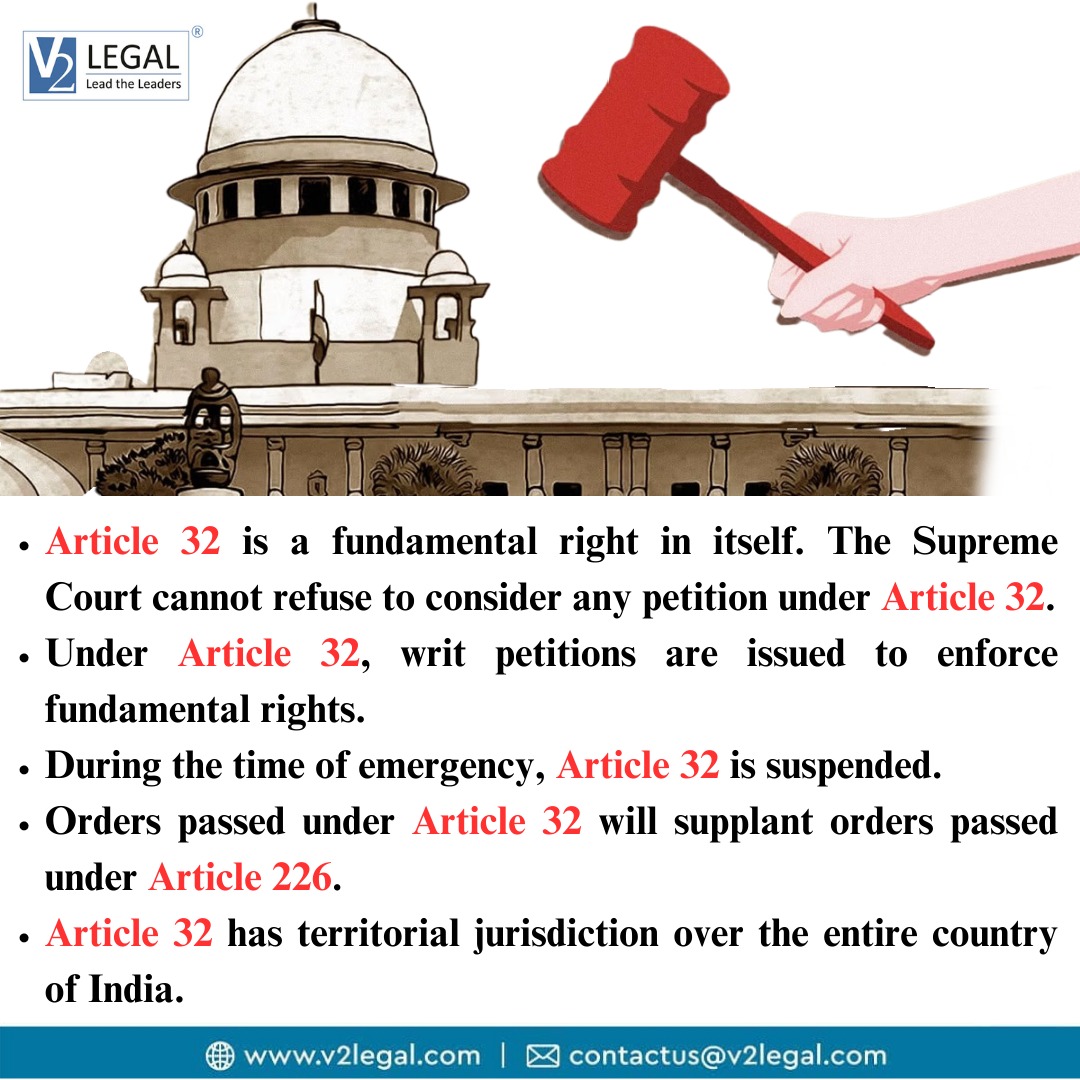 V2 LEGAL ®
Lead the Leaders
• Article 32 is a fundamental right in itself. The Supreme
Court cannot refuse to consider any petition under Article 32.
• Under Article 32, writ petitions are issued to enforce
fundamental rights.
• During the time of emergency, Article 32 is suspended.
• Orders passed under Article 32 will supplant orders passed
under Article 226.
• Article 32 has territorial jurisdiction over the entire country
of India.
www.v2legal.com | contactus@v2legal.com